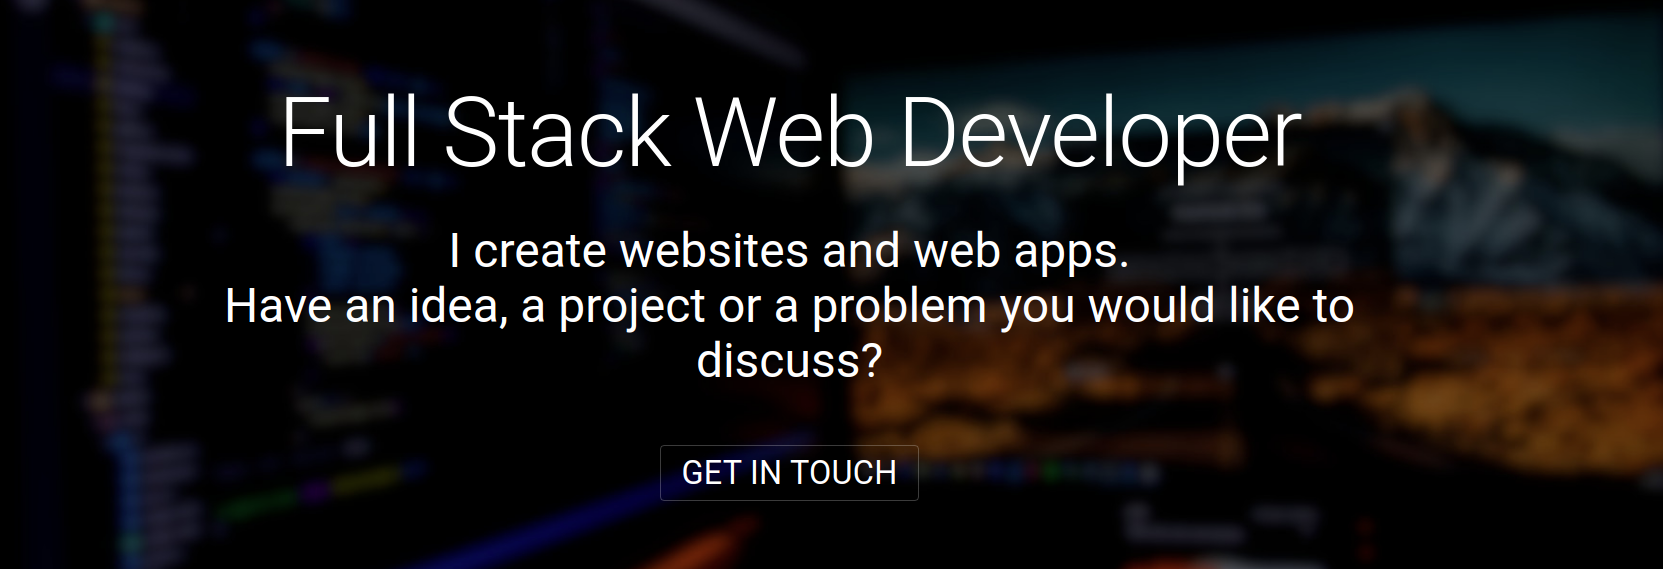 Full Stack Web Developer
I create websites and web apps.
Have an idea, a project or a problem you would like to
discuss?
GET IN TOUCH